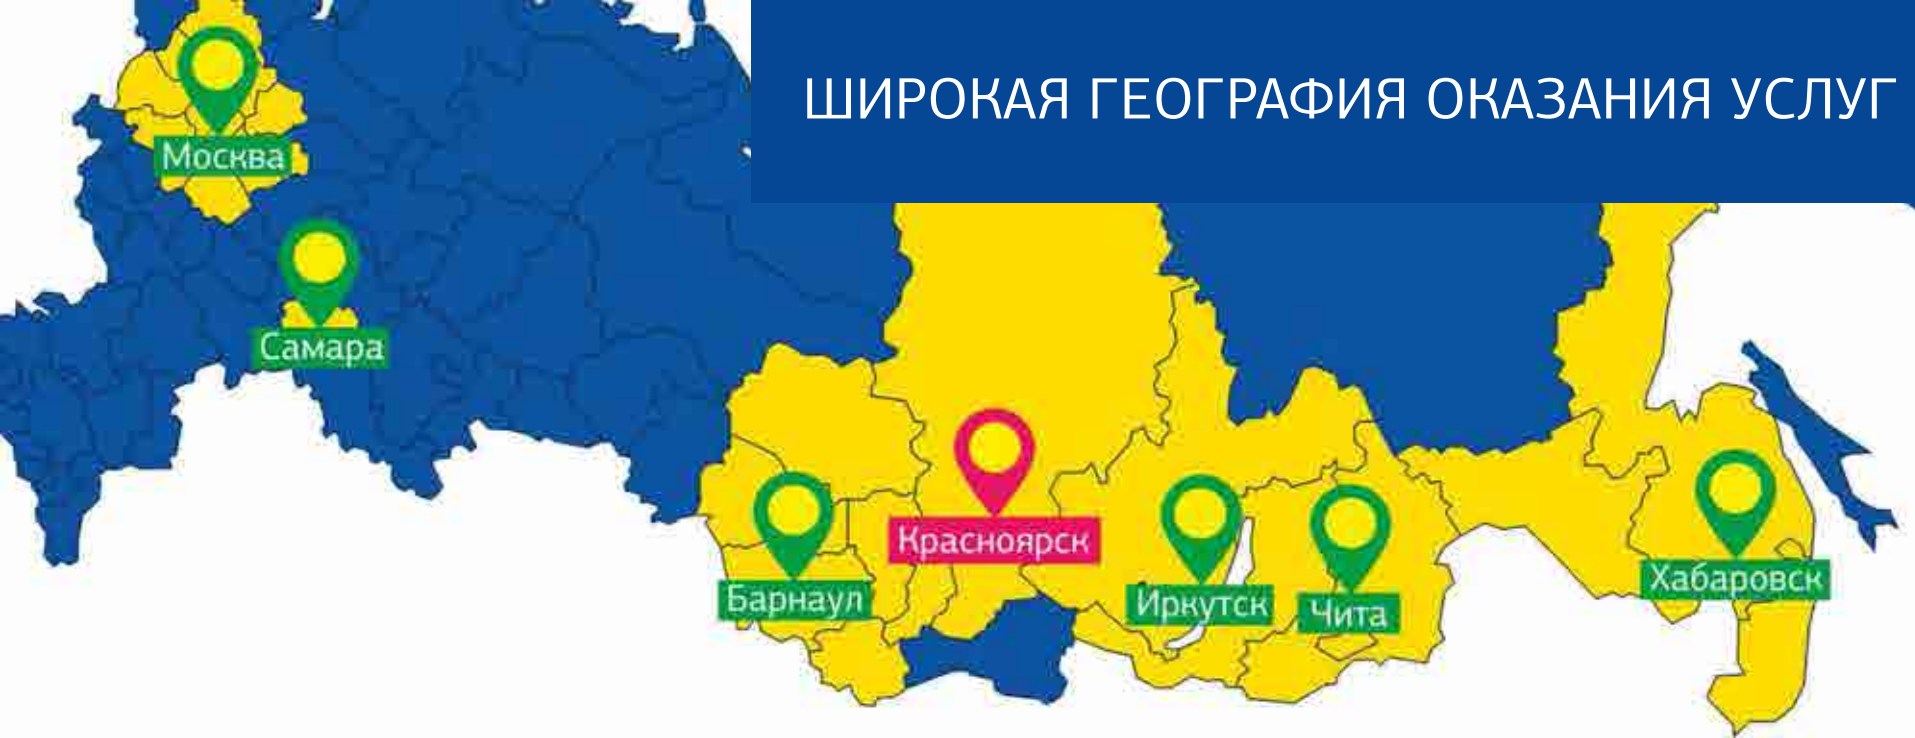 ШИРОКАЯ ГЕОГРАФИЯ ОКАЗАНИЯ УСЛУГ
Москва
Самара
Красноярск
Барнаул
Иркутск
Чита
Хабаровск